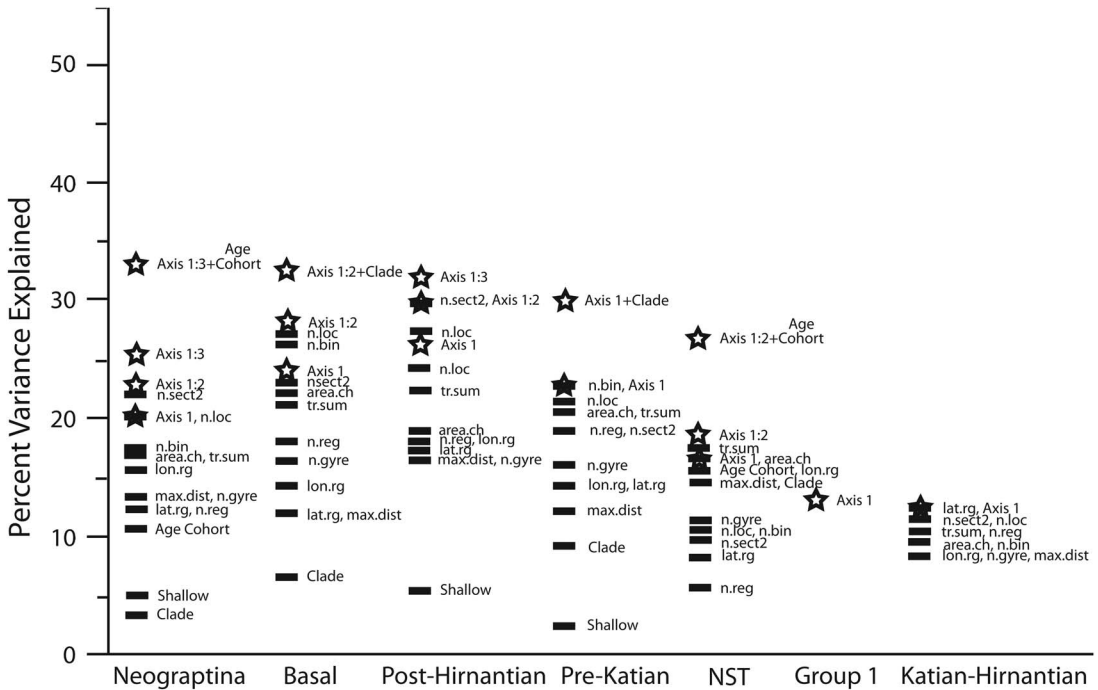 Percent Variance Explained
50
40
30
20
10
0
Age
Axis 1:3+Cohort
Axis 1:3
Axis 1:2
n.sect2
Axis 1, n.loc
n.bin
area.ch, tr.sum
lon.rg
max.dist, n.gyre
lat.rg, n.reg
Age Cohort
Shallow
Clade
Axis 1:2+Clade
Axis 1:2
n.loc
n.bin
Axis 1
nsect2
area.ch
tr.sum
n.reg
n.gyre
lon.rg
lat.rg, max.dist
Clade
Axis 1:3
n.sect2, Axis 1:2
n.loc
Axis 1
n.loc
tr.sum
area.ch
n.reg, lon.rg
lat.rg
max.dist, n.gyre
Shallow
Axis 1+Clade
n.bin, Axis 1
n.loc
area.ch, tr.sum
n.reg, n.sect2
n.gyre
lon.rg, lat.rg
max.dist
Clade
Shallow
Age
Axis 1:2+Cohort
Axis 1:2
tr.sum
Axis 1, area.ch
Age Cohort, lon.rg
max.dist, Clade
n.gyre
n.loc, n.bin
n.sect2
lat.rg
n.reg
Axis 1
lat.rg, Axis 1
n.sect2, n.loc
tr.sum, n.reg
area.ch, n.bin
lon.rg, n.gyre, max.dist
Neograptina
Basal
Post-Hirnantian
Pre-Katian
NST
Group 1
Katian-Hirnantian